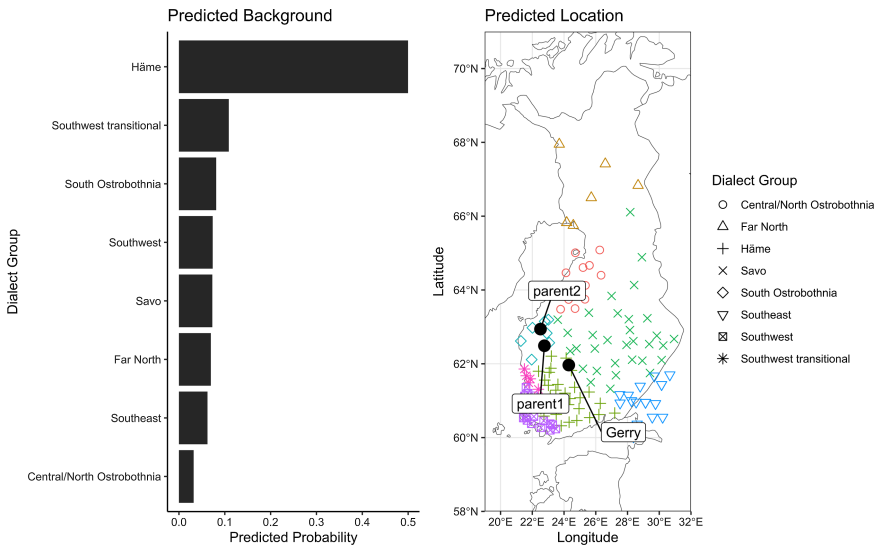 Predicted Background
Dialect Group
Häme
Southwest transitional
South Ostrobothnia
Southwest
Savo
Far North
Southeast
Central/North Ostrobothnia
0.0 0.1 0.2 0.3 0.4 0.5
Predicted Probability
Predicted Location
Latitude
70°N
68°N
66°N
64°N
62°N
60°N
58°N
parent2
parent1
Gerry
20°E 22°E 24°E 26°E 28°E 30°E 32°E
Longitude
Dialect Group
Central/North Ostrobothnia
Far North
Häme
Savo
South Ostrobothnia
Southeast
Southwest
Southwest transitional